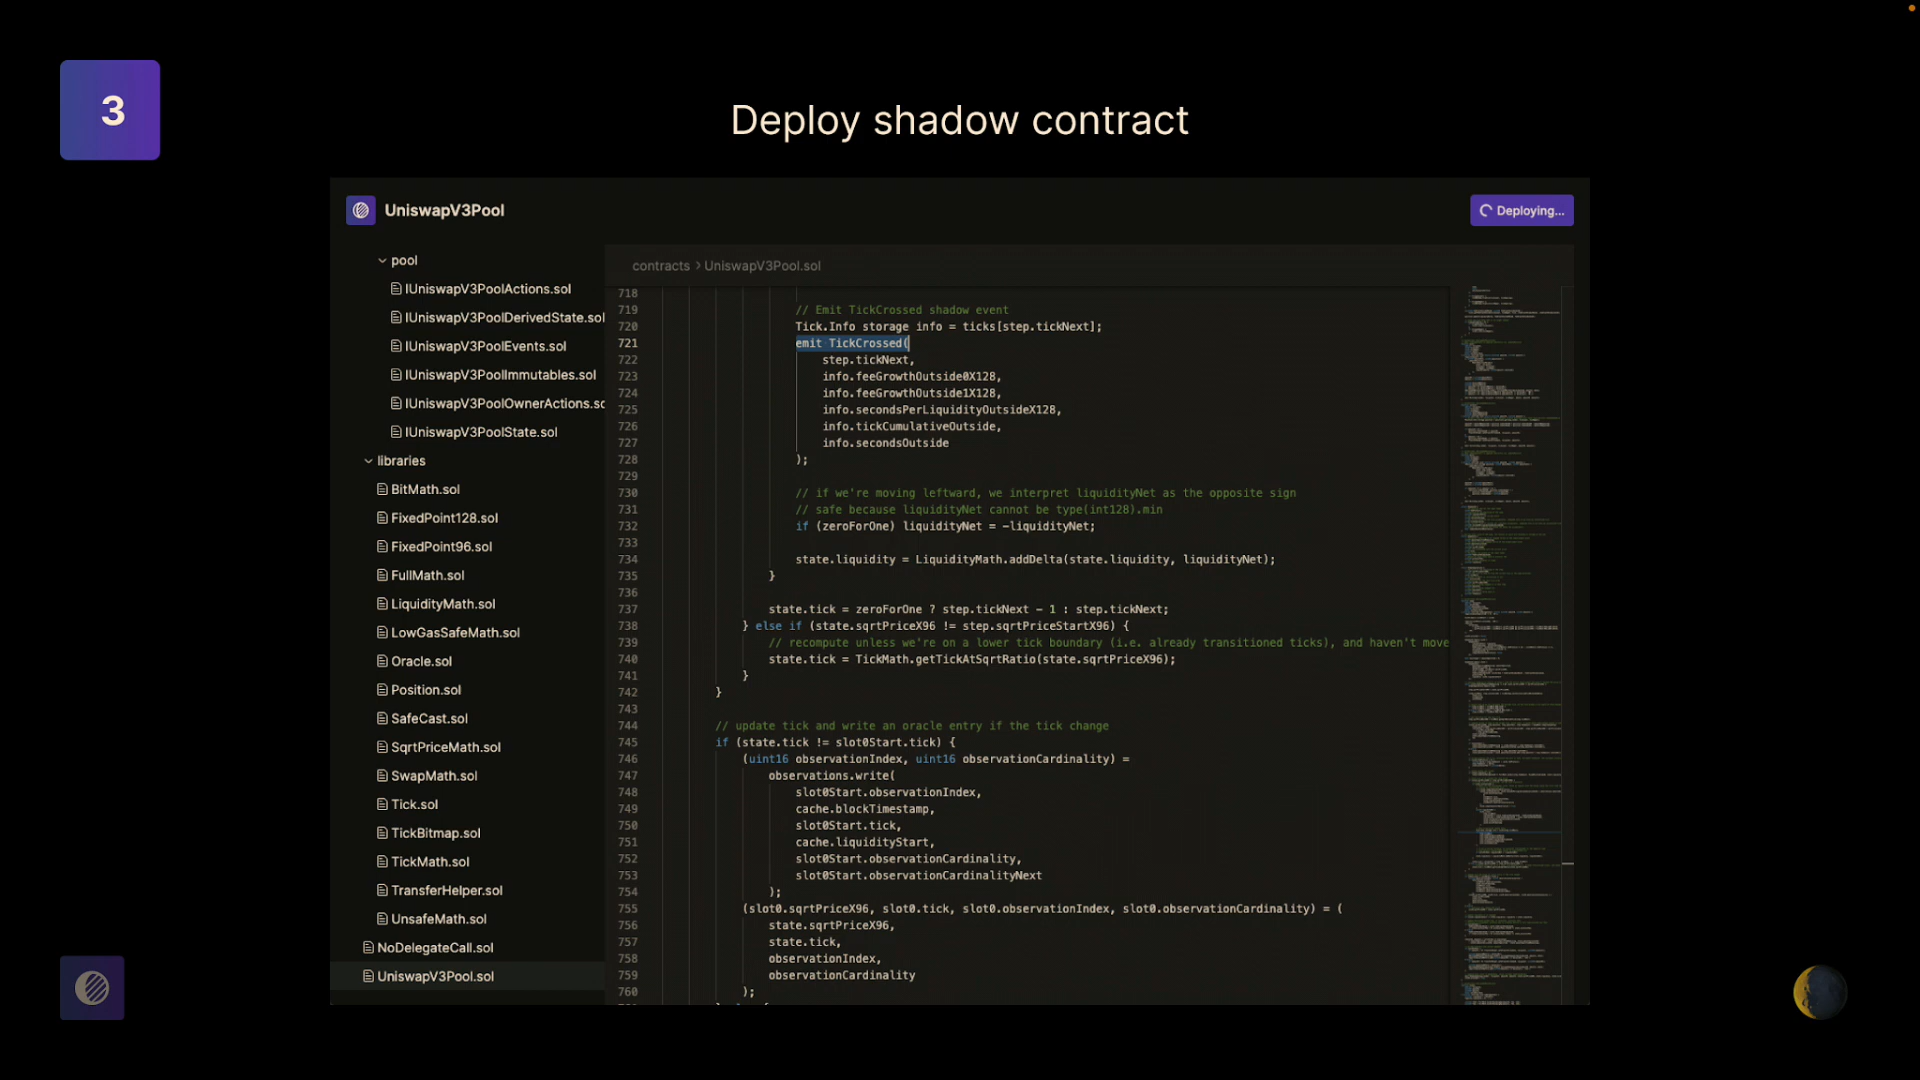 3
Deploy shadow contract
UniswapV3Pool
Deploying...
pool
IUniswapV3PoolActions.sol
IUniswapV3PoolDerivedState.sol
IUniswapV3PoolEvents.sol
IUniswapV3PoolImmutables.sol
IUniswapV3PoolOwnerActions.so
IUniswapV3PoolState.sol
libraries
BitMath.sol
FixedPoint128.sol
FixedPoint96.sol
FullMath.sol
LiquidityMath.sol
LowGasSafeMath.sol
Oracle.sol
Position.sol
SafeCast.sol
SqrtPriceMath.sol
SwapMath.sol
Tick.sol
TickBitmap.sol
TickMath.sol
TransferHelper.sol
UnsafeMath.sol
NoDelegateCall.sol
UniswapV3Pool.sol
contracts > UniswapV3Pool.sol
718
719 // Emit TickCrossed shadow event
720 Tick.Info storage info = ticks[step.tickNext];
721 emit TickCrossed(
722 step.tickNext,
723 info.feeGrowthOutside0X128,
724 info.feeGrowthOutside1X128,
725 info.secondsPerLiquidityOutsideX128,
726 info.tickCumulativeOutside,
727 info.secondsOutside
728 );
729
730 // if we're moving leftward, we interpret liquidityNet as the opposite sign
731 // safe because liquidityNet cannot be type(int128).min
732 if (zeroForOne) liquidityNet = -liquidityNet;
733
734 state.liquidity = LiquidityMath.addDelta(state.liquidity, liquidityNet);
735 }
736
737 state.tick = zeroForOne ? step.tickNext - 1 : step.tickNext;
738 } else if (state.sqrtPriceX96 != step.sqrtPriceStartX96) {
739 // recompute unless we're on a lower tick boundary (i.e. already transitioned ticks), and haven't move
740 state.tick = TickMath.getTickAtSqrtRatio(state.sqrtPriceX96);
741 }
742 }
743
744 // update tick and write an oracle entry if the tick change
745 if (state.tick != slot0Start.tick) {
746 (uint16 observationIndex, uint16 observationCardinality) =
747 observations.write(
748 slot0Start.observationIndex,
749 cache.blockTimestamp,
750 slot0Start.tick,
751 cache.liquidityStart,
752 slot0Start.observationCardinality,
753 slot0Start.observationCardinalityNext
754 );
755 (slot0.sqrtPriceX96, slot0.tick, slot0.observationIndex, slot0.observationCardinality) = (
756 state.sqrtPriceX96,
757 state.tick,
758 observationIndex,
759 observationCardinality
760 );